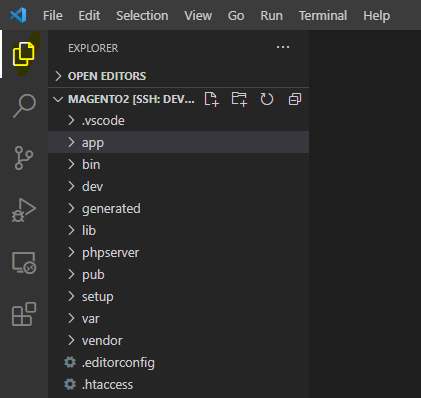 File Edit Selection View Go Run Terminal Help
EXPLORER ...
OPEN EDITORS
MAGENTO2 [SSH: DEV...
.vscode
app
bin
dev
generated
lib
phpserver
pub
setup
var
vendor
.editorconfig
.htaccess